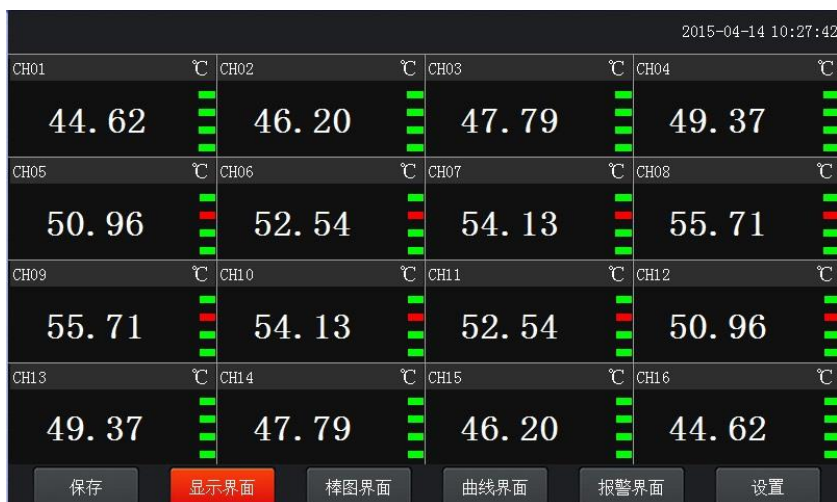 2015-04-14 10:27:42
CH01 ℃ CH02 ℃ CH03 ℃ CH04 ℃
44.62 46.20 47.79 49.37
CH05 ℃ CH06 ℃ CH07 ℃ CH08 ℃
50.96 52.54 54.13 55.71
CH09 ℃ CH10 ℃ CH11 ℃ CH12 ℃
55.71 54.13 52.54 50.96
CH13 ℃ CH14 ℃ CH15 ℃ CH16 ℃
49.37 47.79 46.20 44.62
保存 显示界面 棒图界面 曲线界面 报警界面 设置